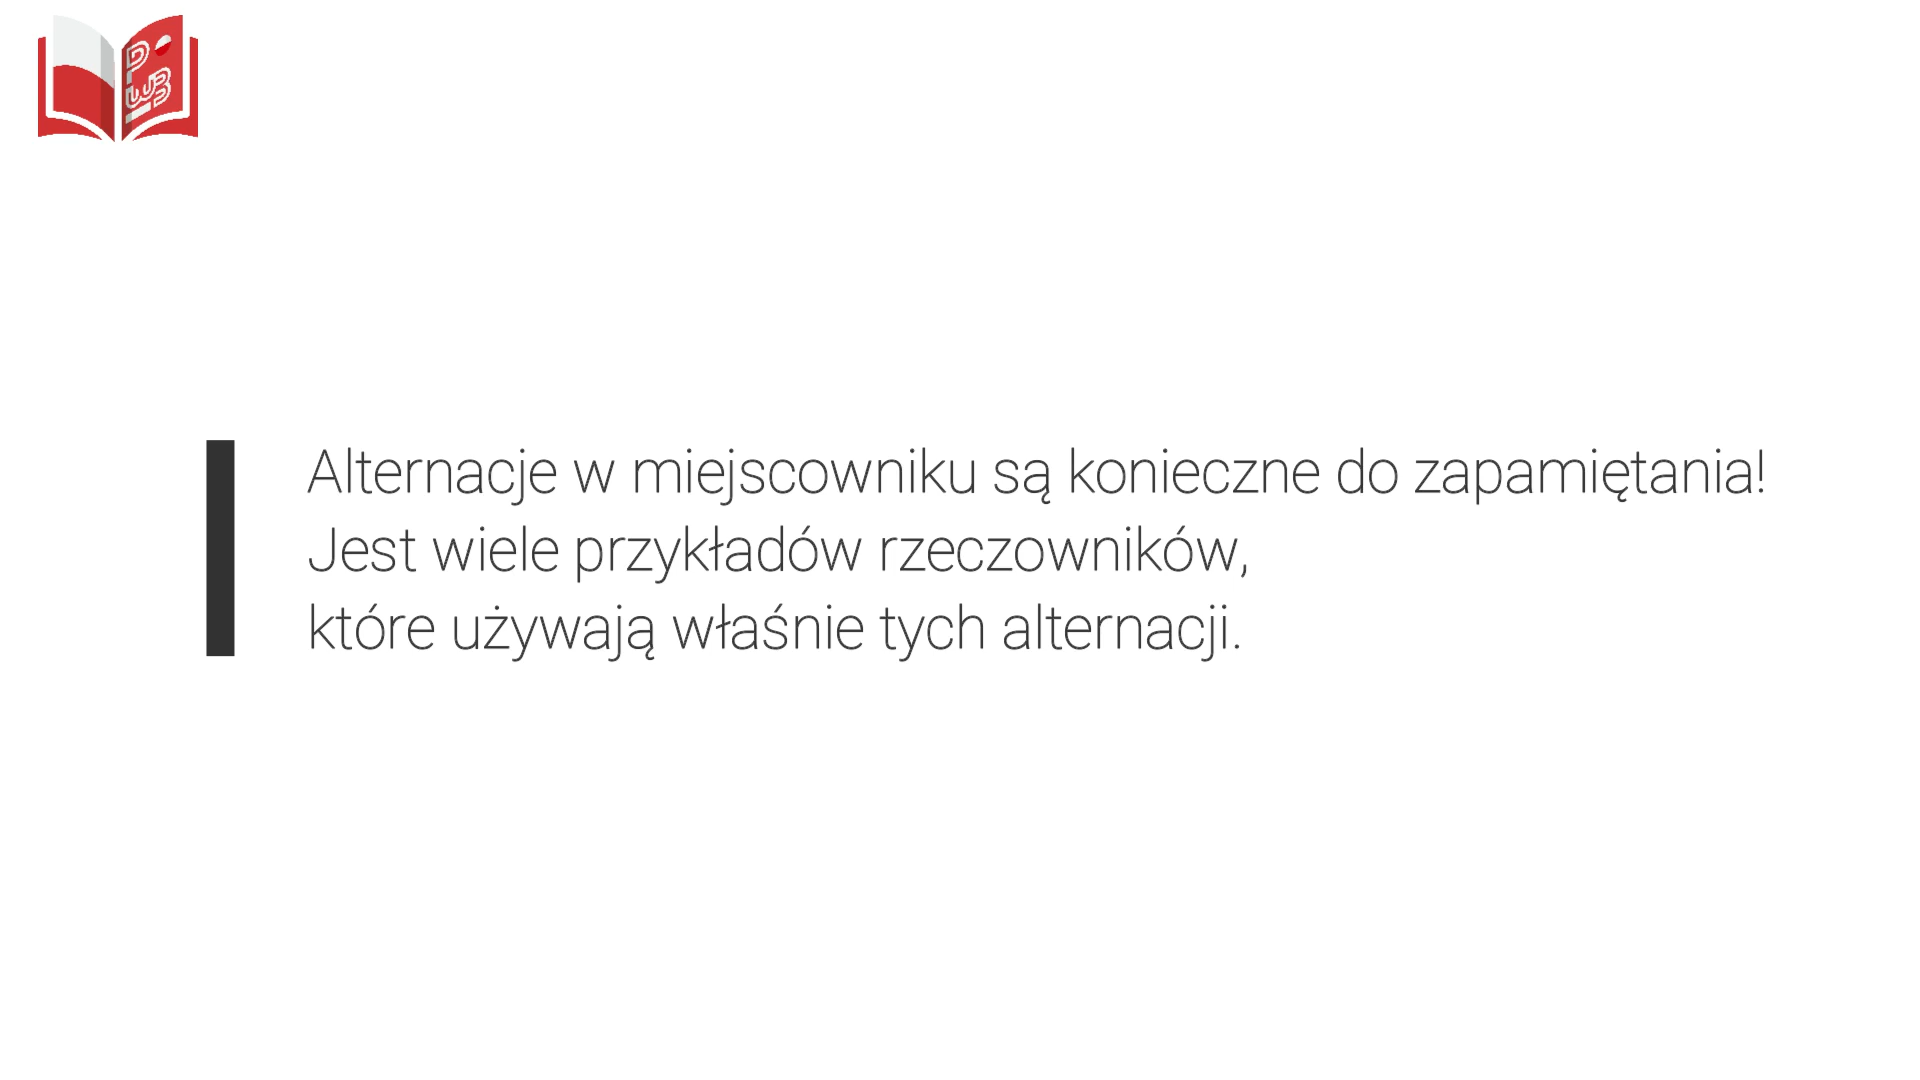 Alternacje w miejscowniku są konieczne do zapamiętania!
Jest wiele przykładów rzeczowników,
które używają właśnie tych alternacji.